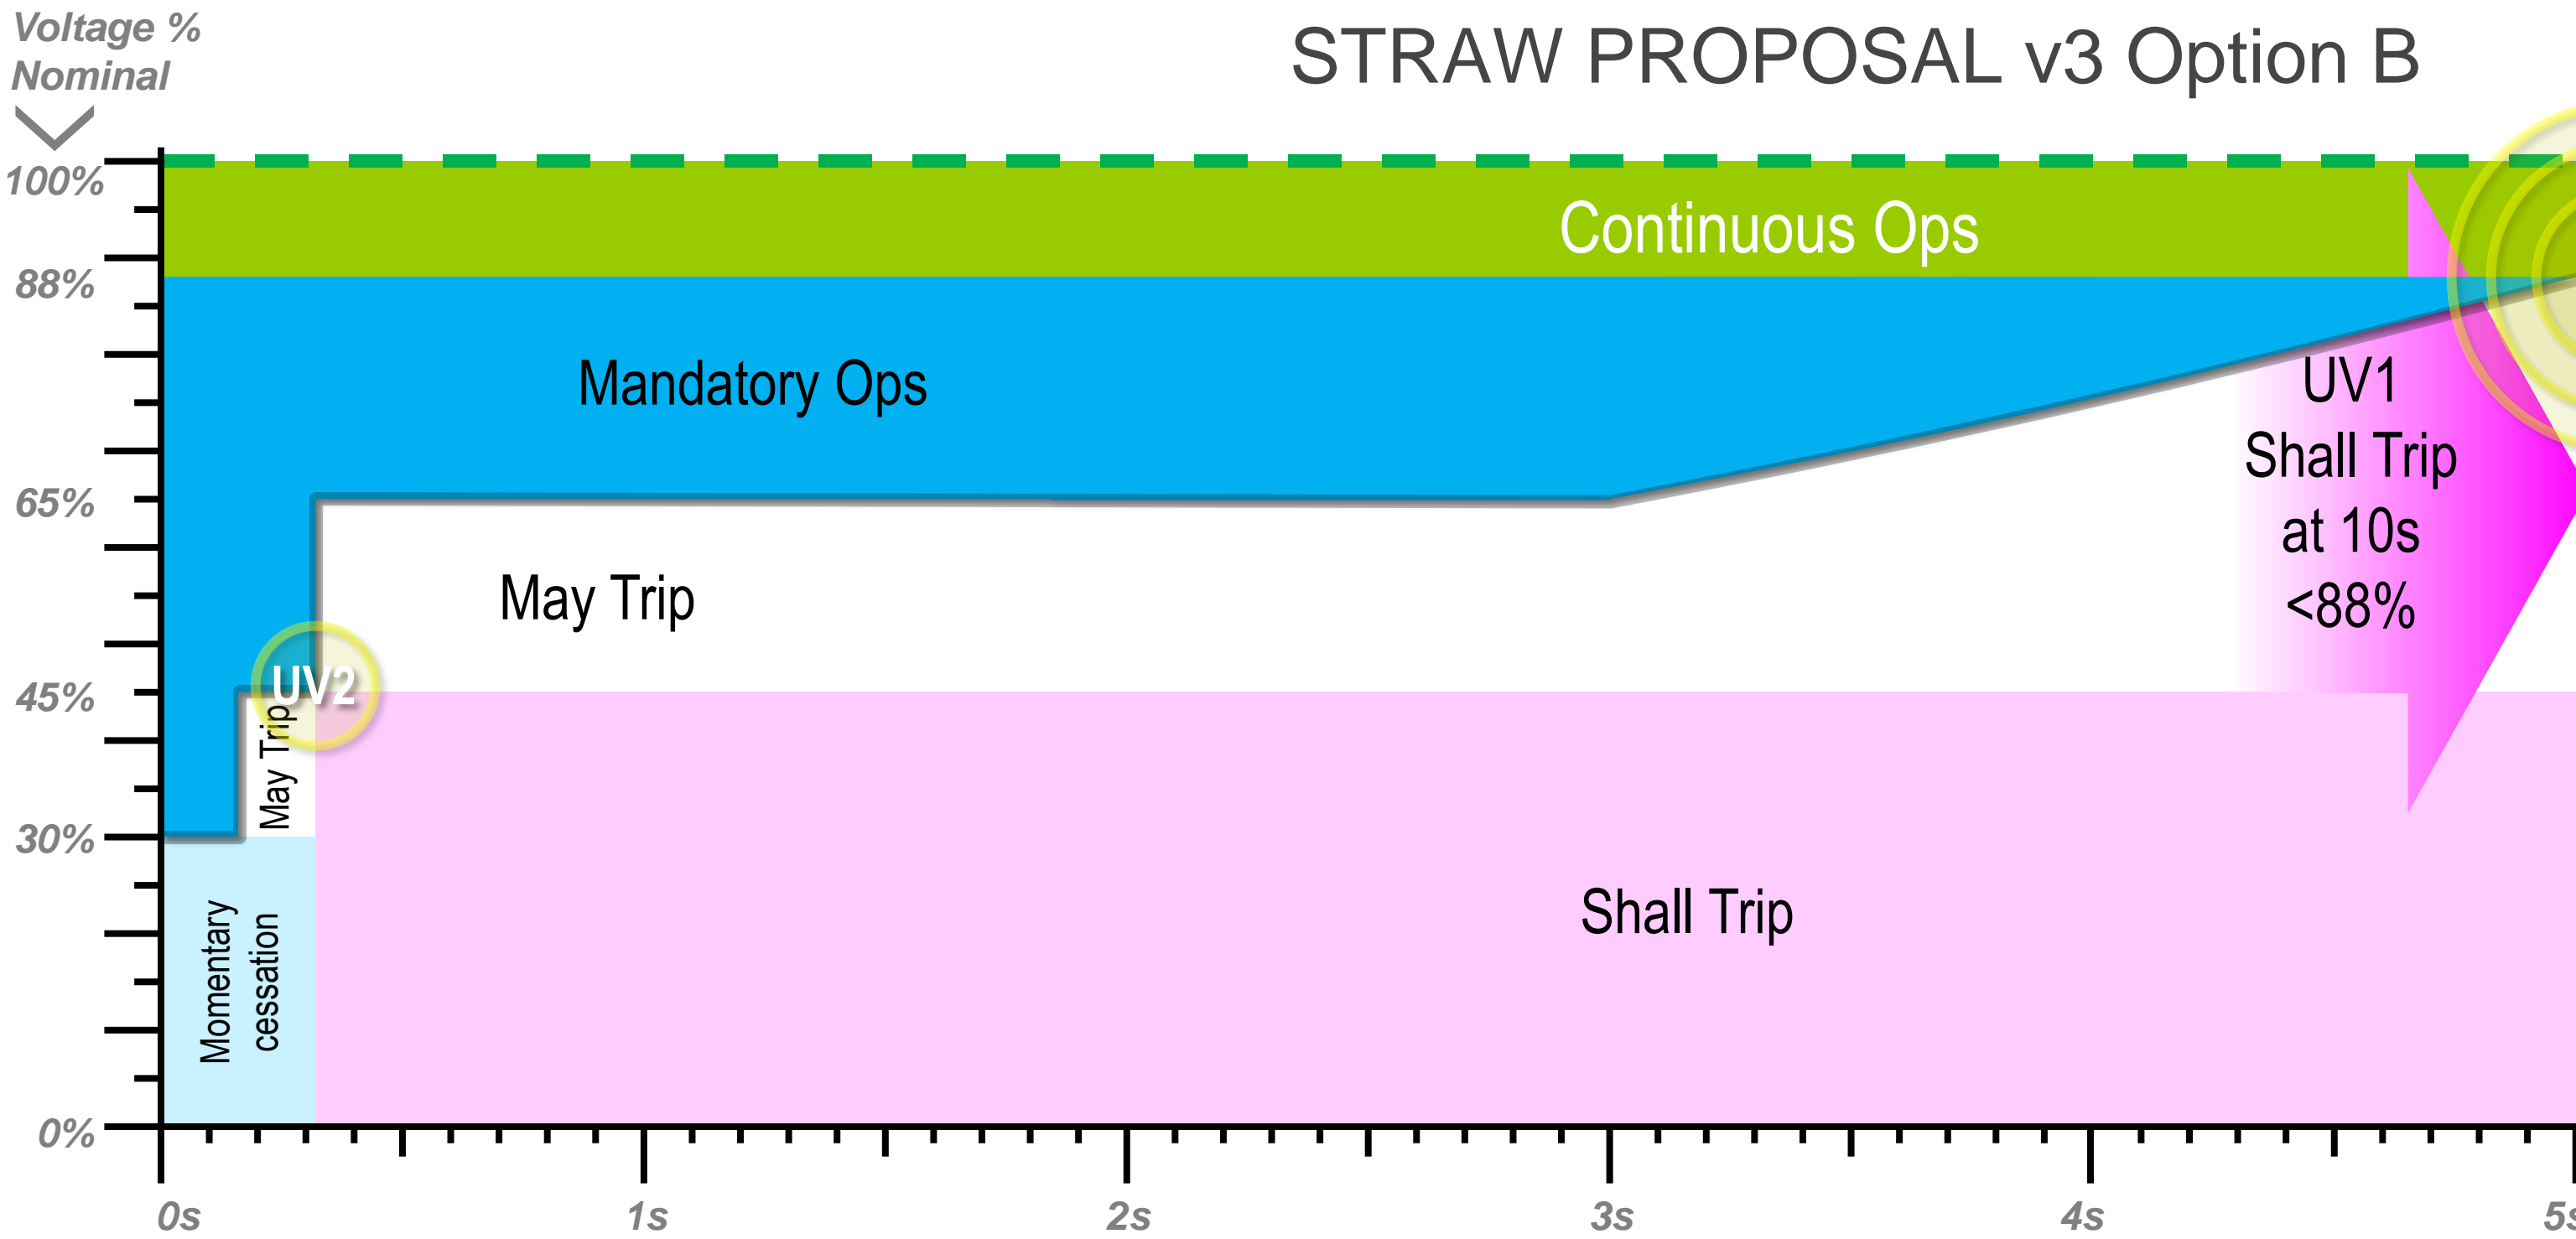 Voltage %
Nominal
STRAW PROPOSAL v3 Option B
100%
Continuous Ops
88%
Mandatory Ops
UV1
Shall Trip
at 10s
<88%
65%
May Trip
UV2
45%
May Trip
30%
Shall Trip
Momentary
cessation
0%
0s
1s
2s
3s
4s
5s